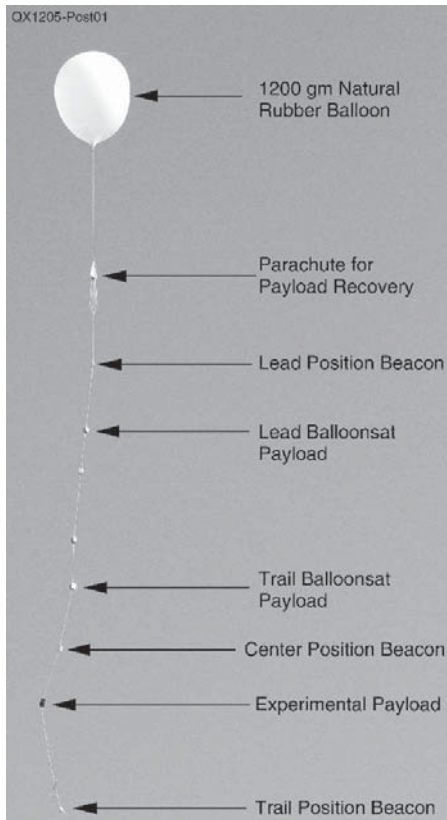 QX1205-Post01
1200 gm Natural
Rubber Balloon
Parachute for
Payload Recovery
Lead Position Beacon
Lead Balloonsat
Payload
Trail Balloonsat
Payload
Center Position Beacon
Experimental Payload
Trail Position Beacon